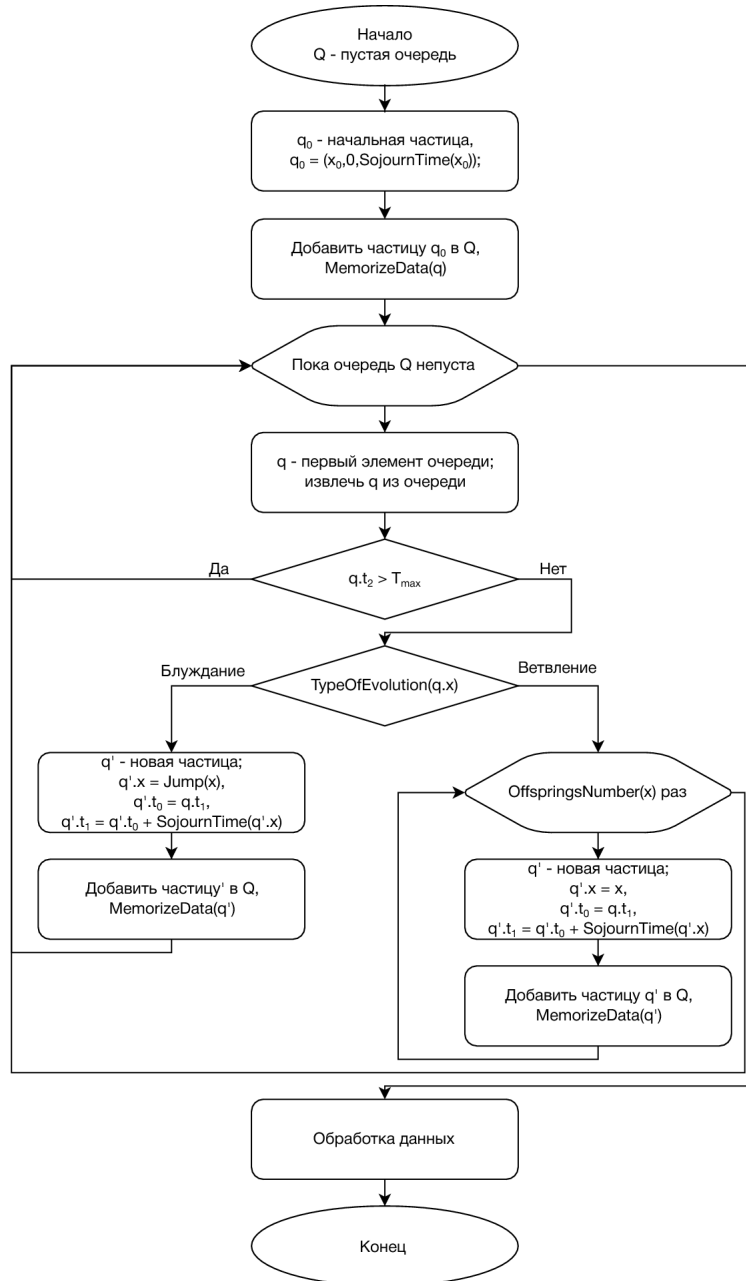 Начало
Q - пустая очередь
q₀ - начальная частица,
q₀ = (x₀,0,SojournTime(x₀));
Добавить частицу q₀ в Q,
MemorizeData(q)
Пока очередь Q непуста
q - первый элемент очереди;
извлечь q из очереди
Да
q.t₂ > Tₘₐₓ
Нет
Блуждание
TypeOfEvolution(q.x)
Ветвление
q' - новая частица;
q'.x = Jump(x),
q'.t₀ = q.t₁,
q'.t₁ = q'.t₀ + SojournTime(q'.x)
Добавить частицу' в Q,
MemorizeData(q')
OffspringsNumber(x) раз
q' - новая частица;
q'.x = x,
q'.t₀ = q.t₁,
q'.t₁ = q'.t₀ + SojournTime(q'.x)
Добавить частицу q' в Q,
MemorizeData(q')
Обработка данных
Конец